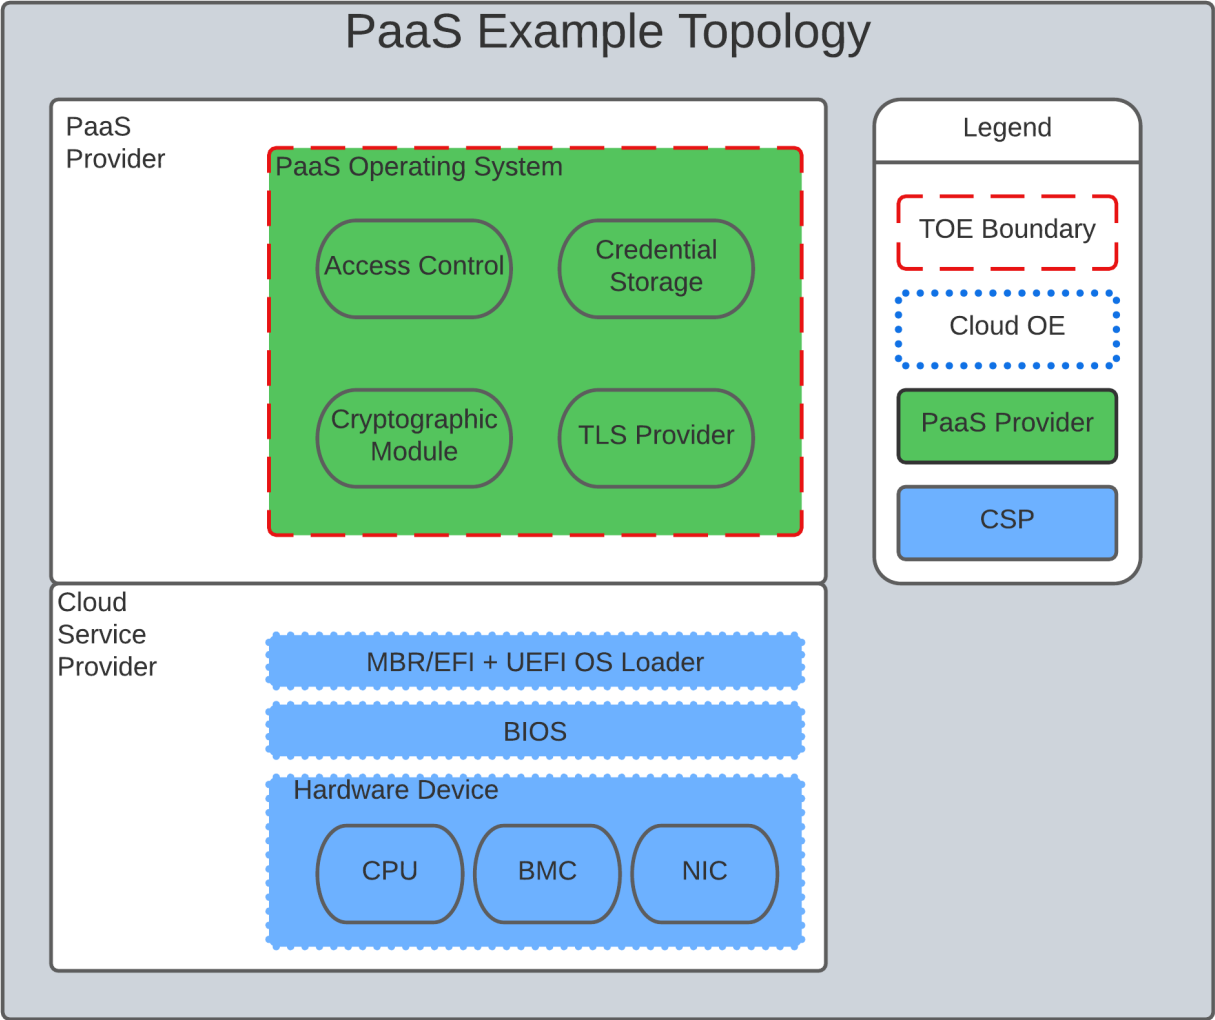 PaaS Example Topology
PaaS
Provider
PaaS Operating System
Access Control
Credential
Storage
Cryptographic
Module
TLS Provider
Cloud
Service
Provider
MBR/EFI + UEFI OS Loader
BIOS
Hardware Device
CPU
BMC
NIC
Legend
TOE Boundary
Cloud OE
PaaS Provider
CSP